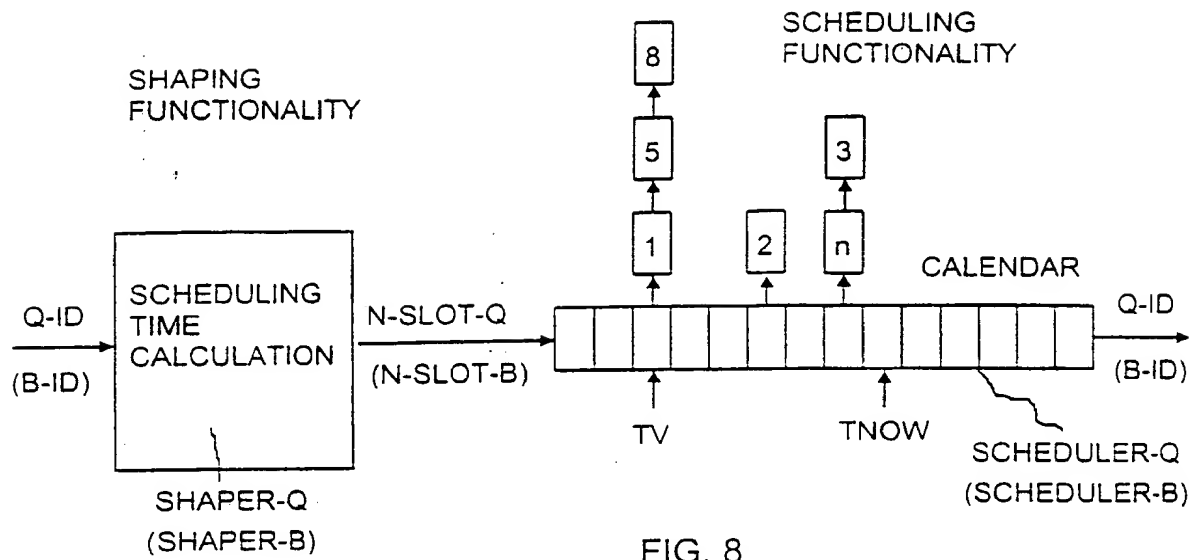 SHAPING
FUNCTIONALITY
SCHEDULING
FUNCTIONALITY
8
5
3
1
2
n
CALENDAR
Q-ID
(B-ID)
SCHEDULING
TIME
CALCULATION
N-SLOT-Q
(N-SLOT-B)
Q-ID
(B-ID)
TV
TNOW
SHAPER-Q
(SHAPER-B)
SCHEDULER-Q
(SCHEDULER-B)
FIG. 8